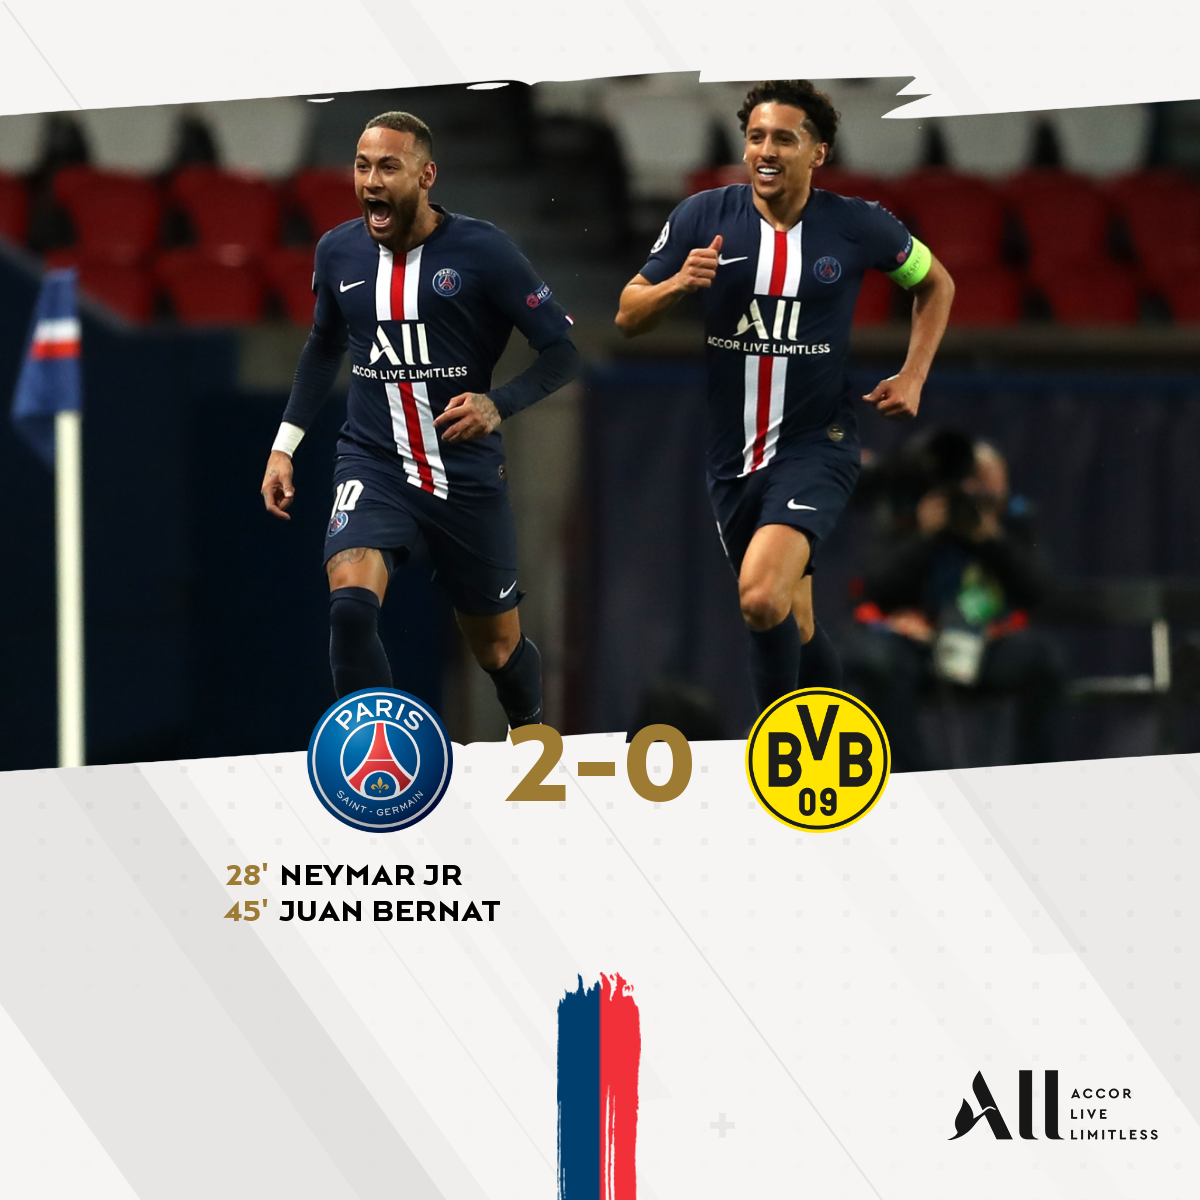 All
ACCOR LIVE LIMITLESS
10
All
ACCOR LIVE LIMITLESS
PARIS
SAINT-GERMAIN
2-0
BVB
09
28' NEYMAR JR
45' JUAN BERNAT
All
ACCOR
LIVE
LIMITLESS